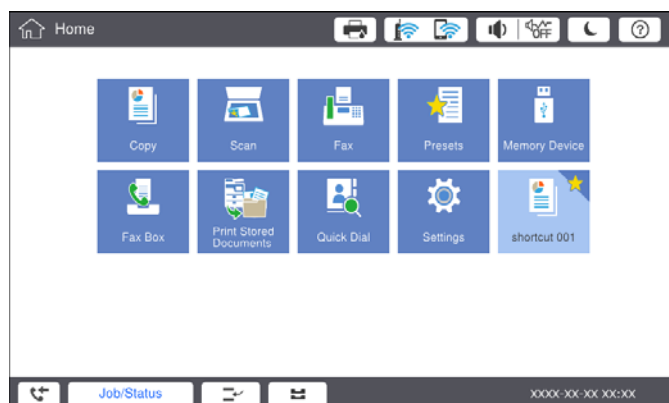 Home
OFF
Copy
Scan
Fax
Presets
Memory Device
Fax Box
Print Stored
Documents
Quick Dial
Settings
shortcut 001
Job/Status
XXXX-XX-XX XX:XX